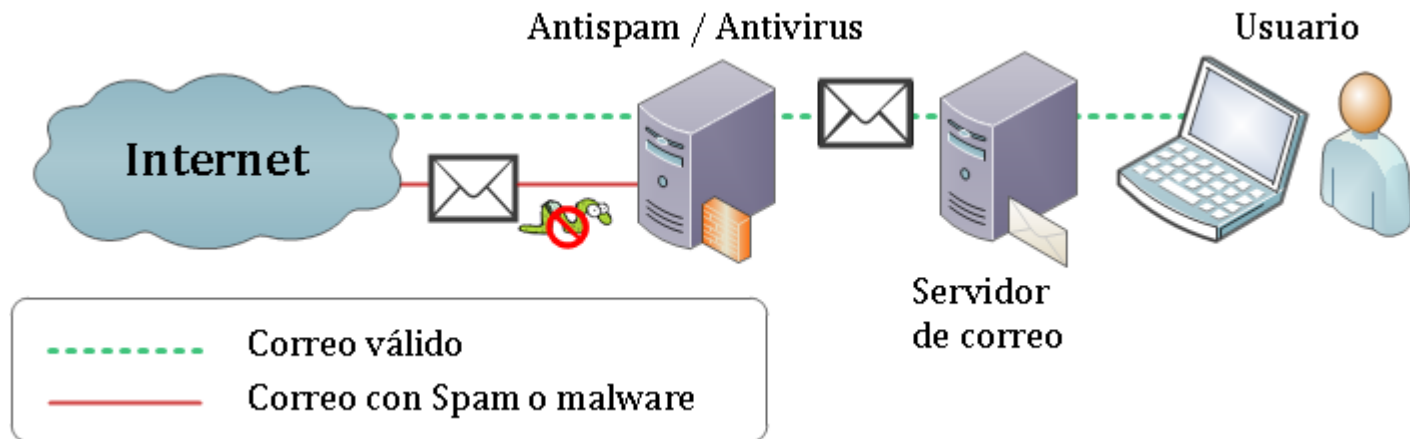 Antispam / Antivirus
Usuario
Internet
Servidor
de correo
Correo válido
Correo con Spam o malware